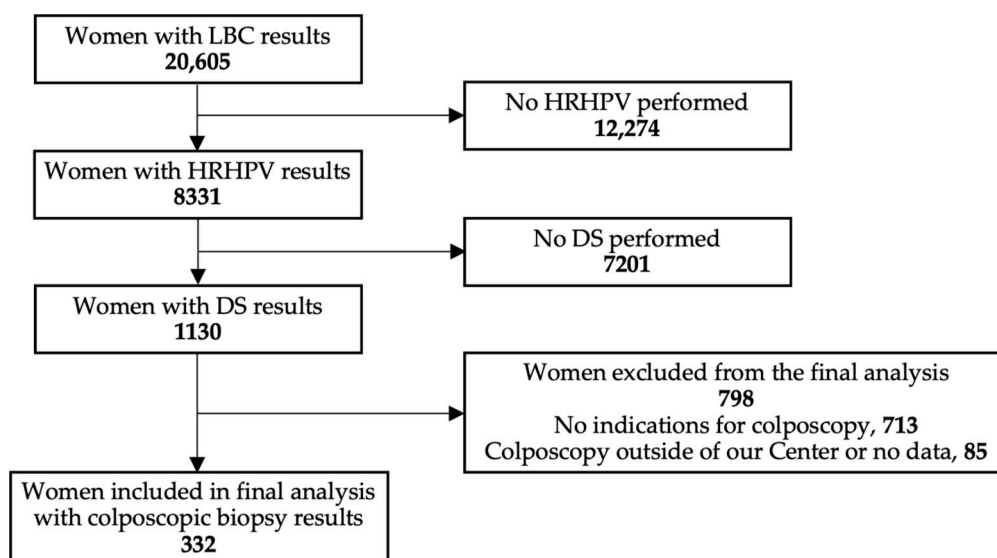 Women with LBC results
20,605
No HRHPV performed
12,274
Women with HRHPV results
8331
No DS performed
7201
Women with DS results
1130
Women excluded from the final analysis
798
No indications for colposcopy, 713
Colposcopy outside of our Center or no data, 85
Women included in final analysis
with colposcopic biopsy results
332